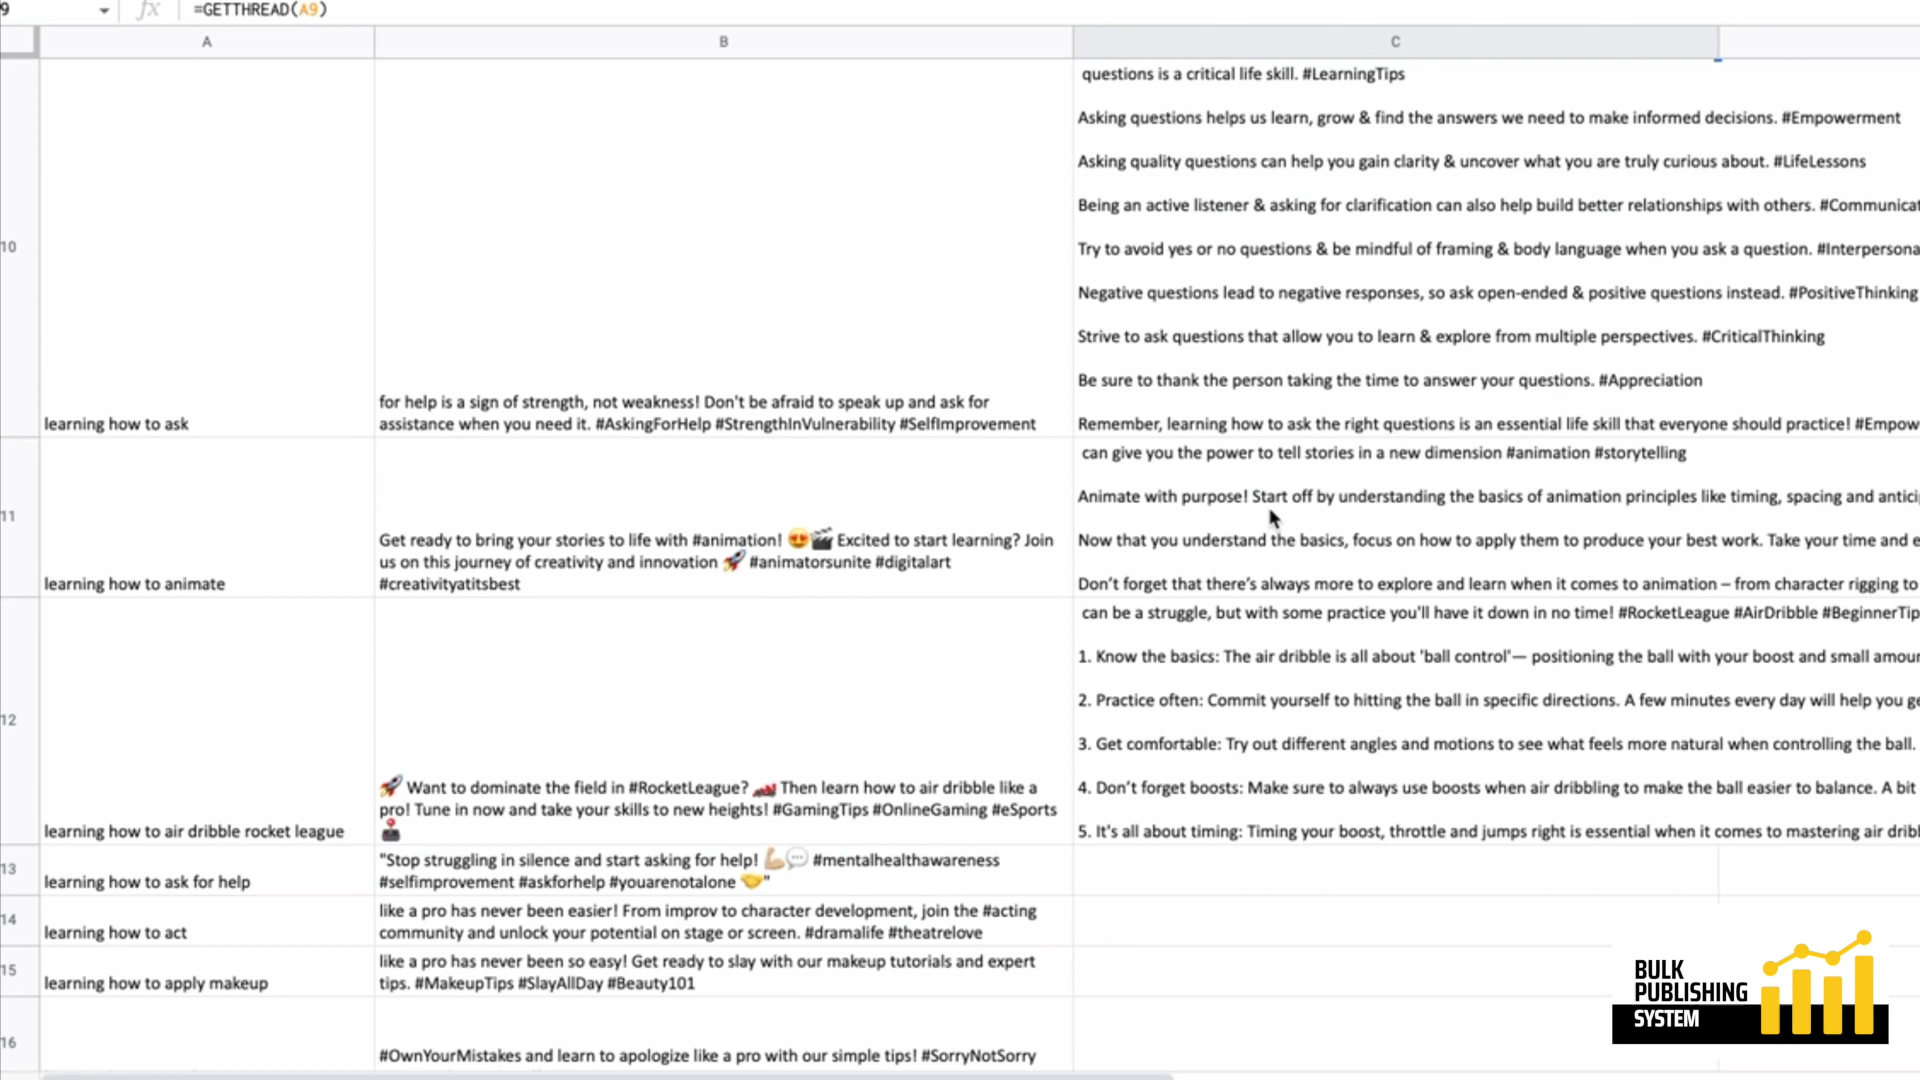 9 fx =GETTHREAD(A9)
A B C
questions is a critical life skill. #LearningTips
Asking questions helps us learn, grow & find the answers we need to make informed decisions. #Empowerment
Asking quality questions can help you gain clarity & uncover what you are truly curious about. #LifeLessons
Being an active listener & asking for clarification can also help build better relationships with others. #Communicat
Try to avoid yes or no questions & be mindful of framing & body language when you ask a question. #Interpersona
Negative questions lead to negative responses, so ask open-ended & positive questions instead. #PositiveThinking
Strive to ask questions that allow you to learn & explore from multiple perspectives. #CriticalThinking
Be sure to thank the person taking the time to answer your questions. #Appreciation
Remember, learning how to ask the right questions is an essential life skill that everyone should practice! #Empow
10
learning how to ask
for help is a sign of strength, not weakness! Don't be afraid to speak up and ask for
assistance when you need it. #AskingForHelp #StrengthInVulnerability #SelfImprovement
can give you the power to tell stories in a new dimension #animation #storytelling
Animate with purpose! Start off by understanding the basics of animation principles like timing, spacing and antici
Now that you understand the basics, focus on how to apply them to produce your best work. Take your time and e
Don’t forget that there’s always more to explore and learn when it comes to animation – from character rigging to
11
learning how to animate
Get ready to bring your stories to life with #animation! 😍🎬 Excited to start learning? Join
us on this journey of creativity and innovation 🚀 #animatorsunite #digitalart
#creativityatitsbest
can be a struggle, but with some practice you'll have it down in no time! #RocketLeague #AirDribble #BeginnerTip
1. Know the basics: The air dribble is all about 'ball control'— positioning the ball with your boost and small amour
2. Practice often: Commit yourself to hitting the ball in specific directions. A few minutes every day will help you ge
3. Get comfortable: Try out different angles and motions to see what feels more natural when controlling the ball.
4. Don’t forget boosts: Make sure to always use boosts when air dribbling to make the ball easier to balance. A bit
5. It's all about timing: Timing your boost, throttle and jumps right is essential when it comes to mastering air dribl
12
learning how to air dribble rocket league
🚀 Want to dominate the field in #RocketLeague? 🏎️ Then learn how to air dribble like a
pro! Tune in now and take your skills to new heights! #GamingTips #OnlineGaming #eSports
🕹️
13
learning how to ask for help
"Stop struggling in silence and start asking for help! 💪🏼💬 #mentalhealthawareness
#selfimprovement #askforhelp #youarenotalone 🤝"
14
learning how to act
like a pro has never been easier! From improv to character development, join the #acting
community and unlock your potential on stage or screen. #dramalife #theatrelove
15
learning how to apply makeup
like a pro has never been so easy! Get ready to slay with our makeup tutorials and expert
tips. #MakeupTips #SlayAllDay #Beauty101
16
#OwnYourMistakes and learn to apologize like a pro with our simple tips! #SorryNotSorry
BULK
PUBLISHING
SYSTEM